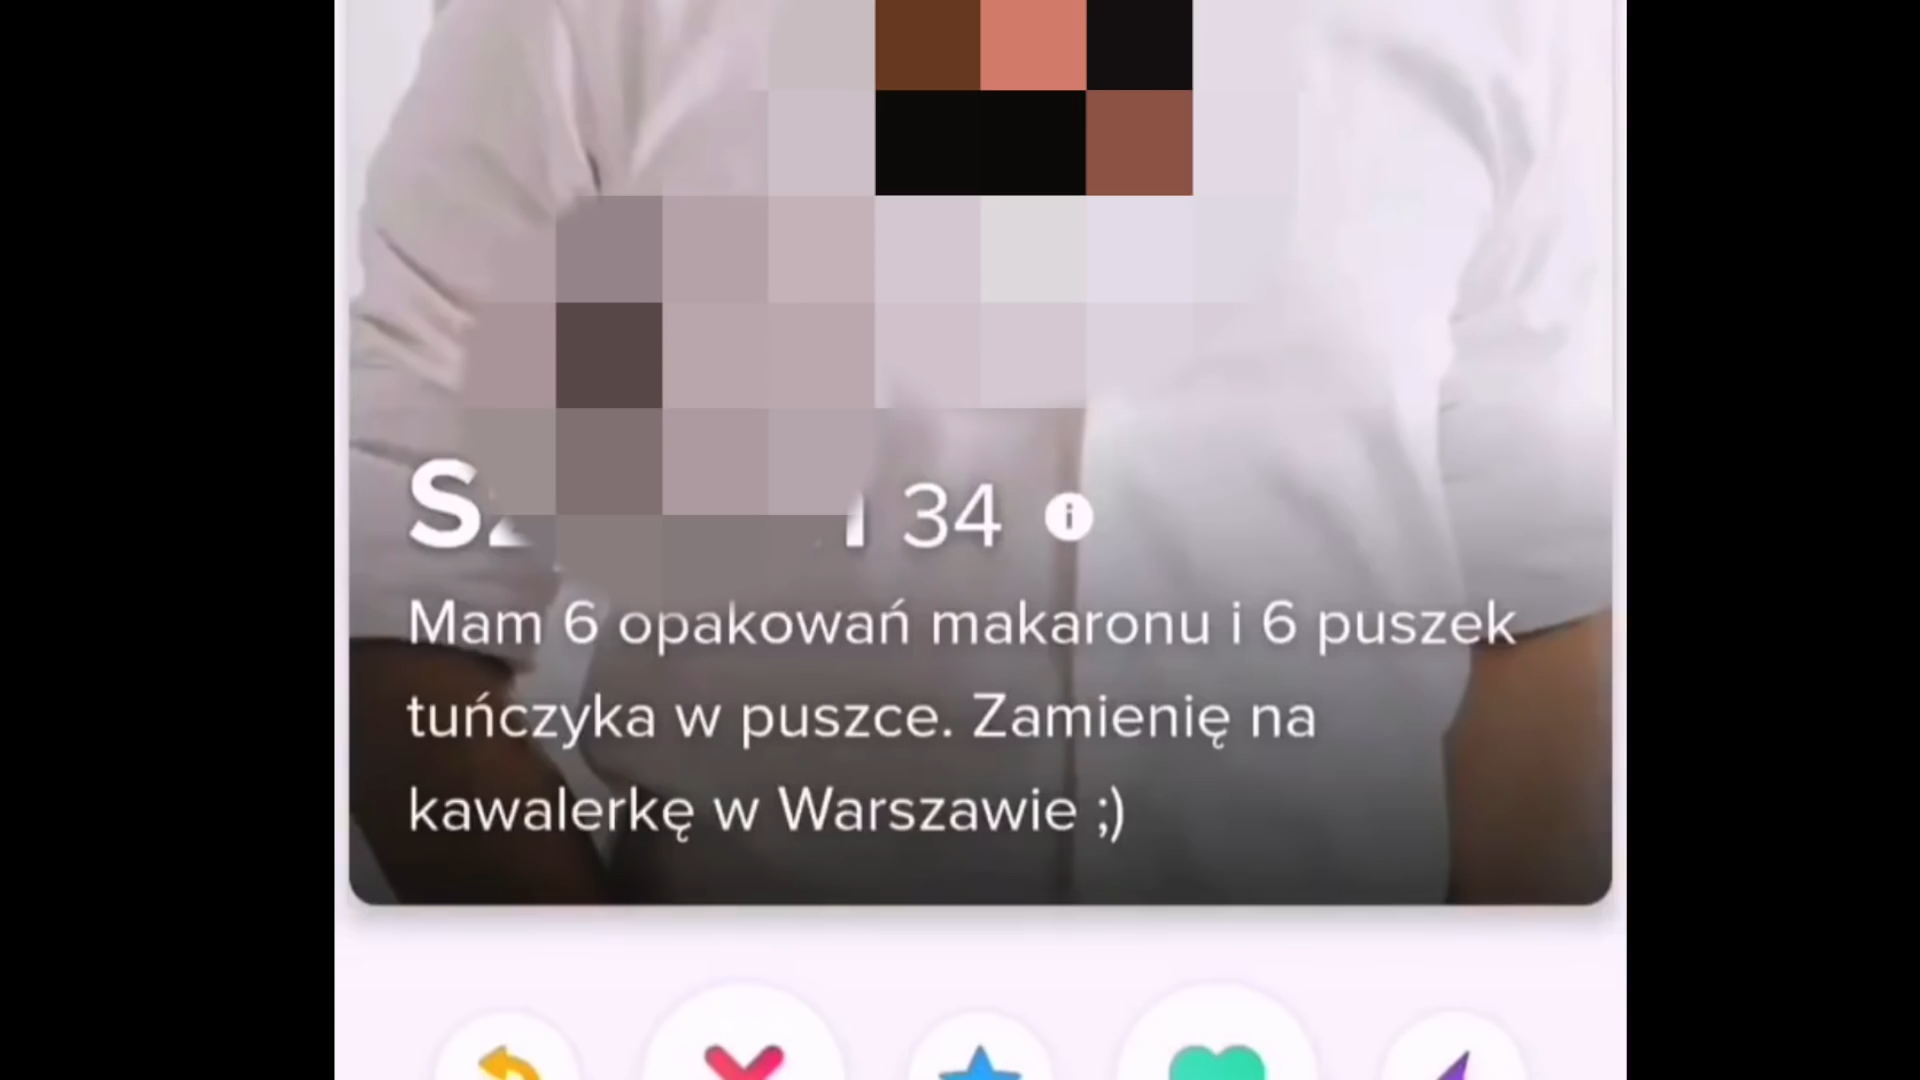 34 i
Mam 6 opakowań makaronu i 6 puszek
tuńczyka w puszce. Zamienię na
kawalerkę w Warszawie ;)